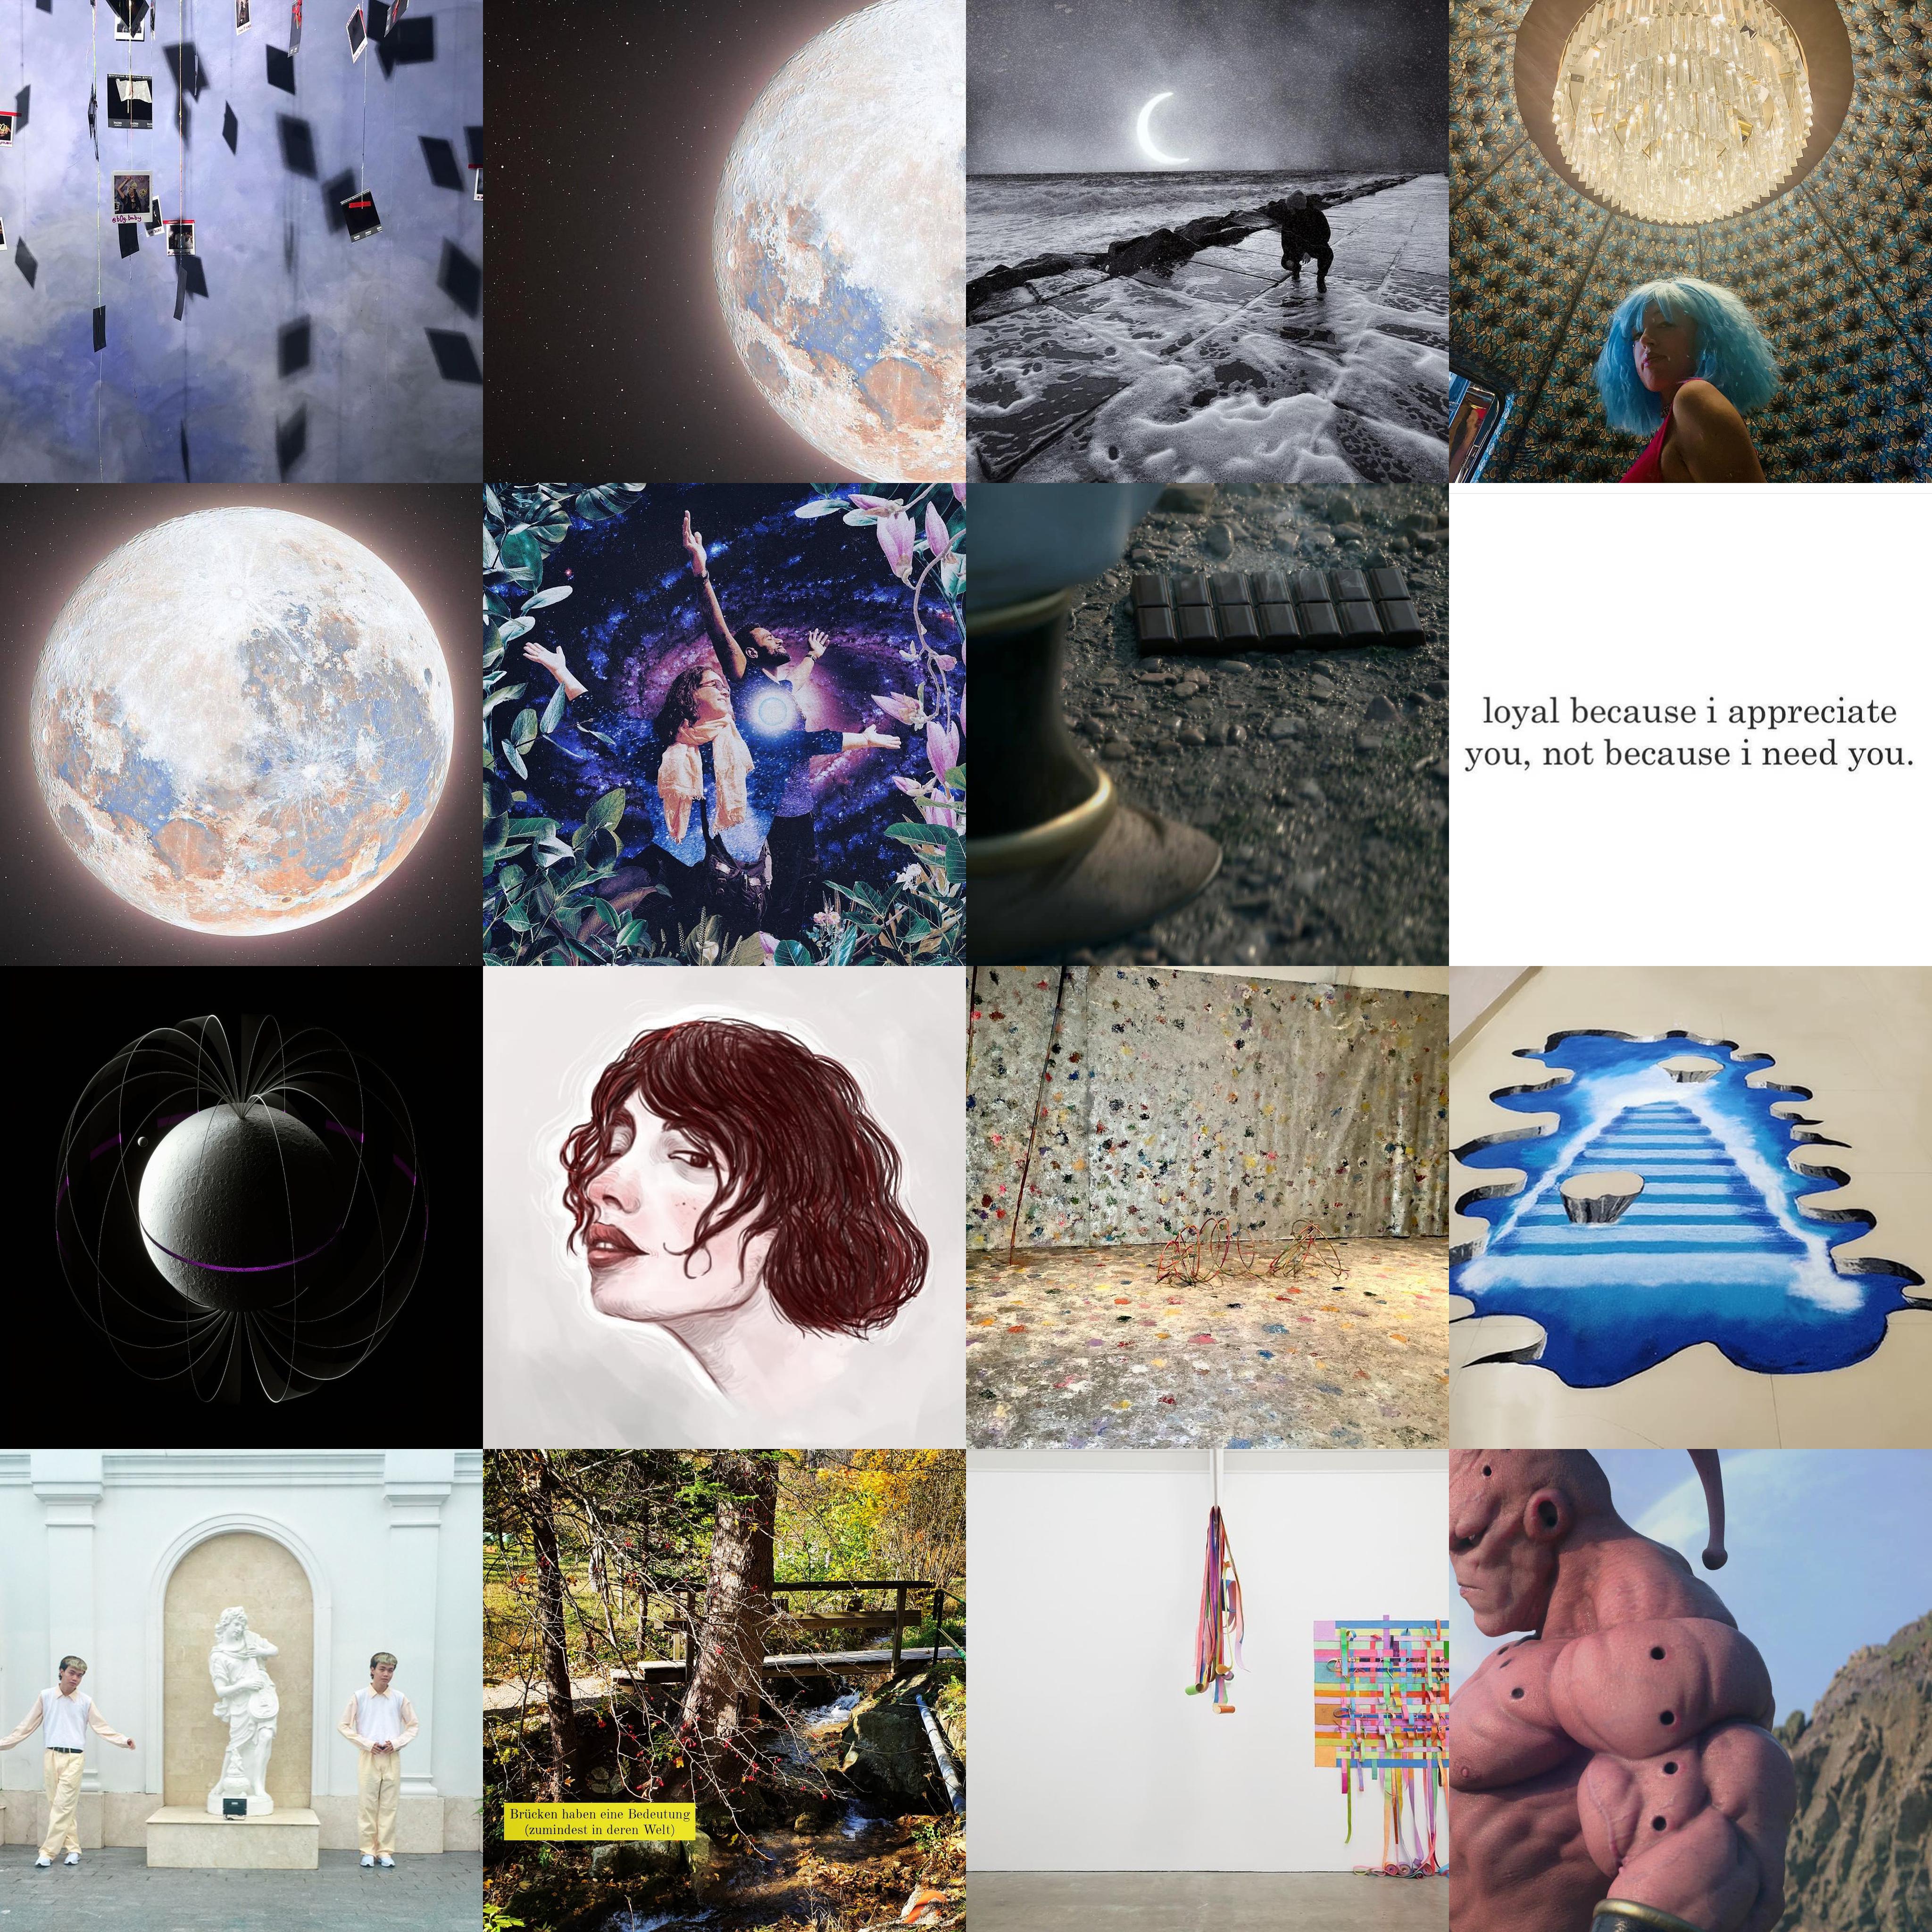 loyal because i appreciate
you, not because i need you.
Brücken haben eine Bedeutung
(zumindest in deren Welt)